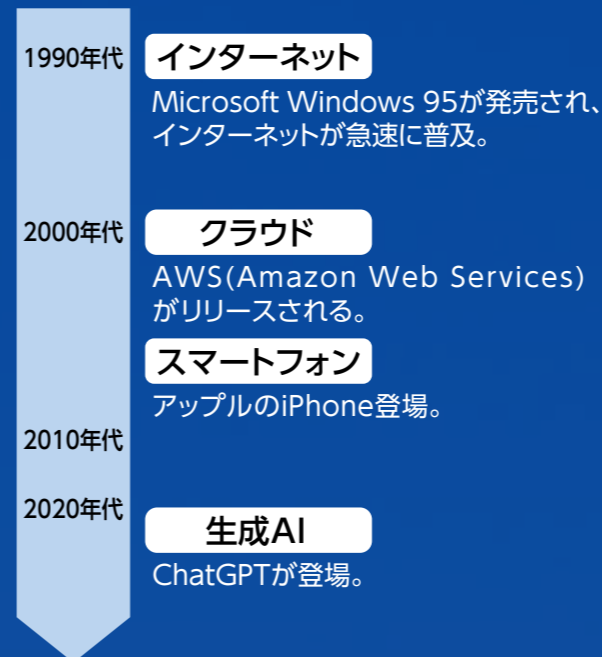 1990年代
インターネット
Microsoft Windows 95が発売され、
インターネットが急速に普及。
2000年代
クラウド
AWS(Amazon Web Services)
がリリースされる。
スマートフォン
アップルのiPhone登場。
2010年代
2020年代
生成AI
ChatGPTが登場。